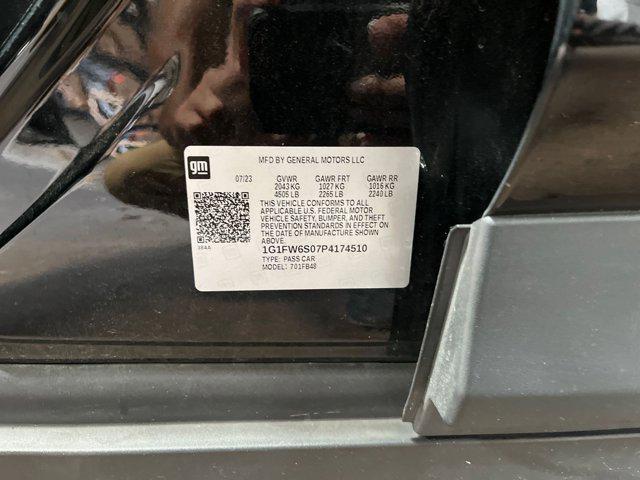 gm
MFD BY GENERAL MOTORS LLC
07/23 GVWR GAWR FRT GAWR RR
2043 KG 1027 KG 1016 KG
4505 LB 2265 LB 2240 LB
THIS VEHICLE CONFORMS TO ALL
APPLICABLE U.S. FEDERAL MOTOR
VEHICLE SAFETY, BUMPER, AND THEFT
PREVENTION STANDARDS IN EFFECT ON
THE DATE OF MANUFACTURE SHOWN
ABOVE.
1G1FW6S07P4174510
TYPE: PASS CAR
MODEL: 701FB48